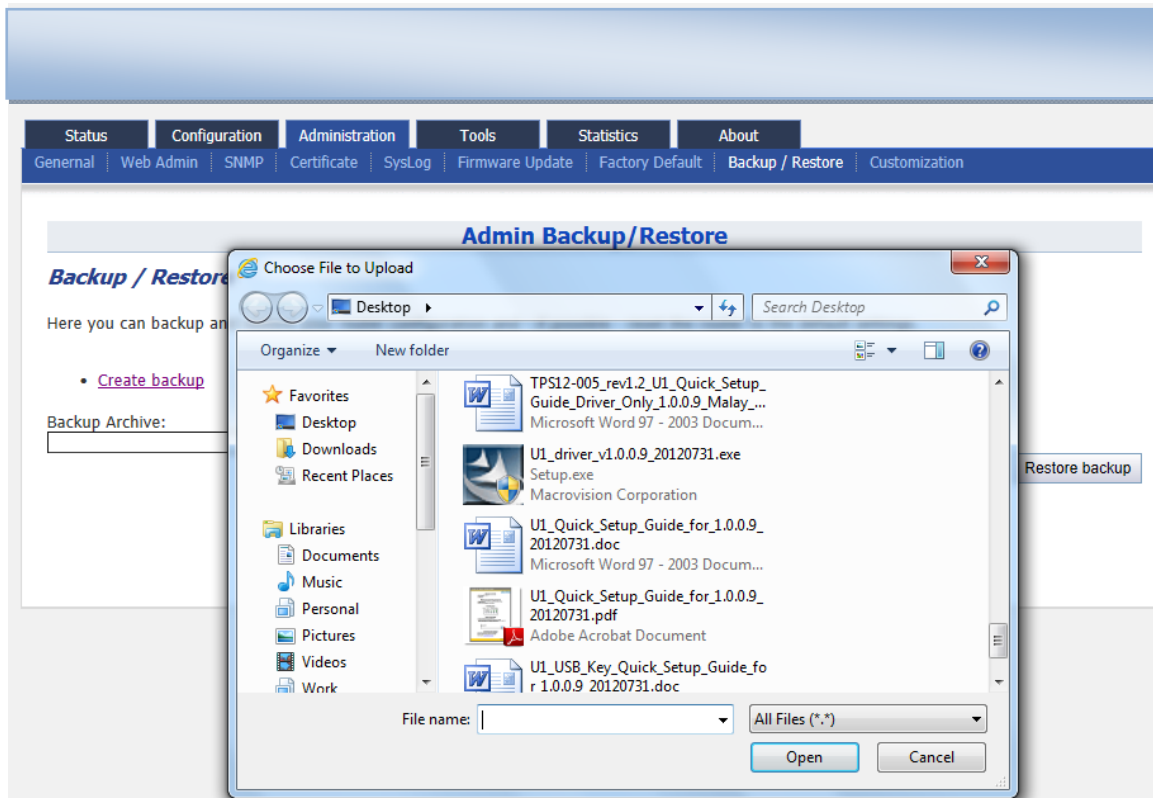 Status Configuration Administration Tools Statistics About
Genernal Web Admin SNMP Certificate SysLog Firmware Update Factory Default Backup / Restore Customization
Admin Backup/Restore
Backup / Restore
Here you can backup an
• Create backup
Backup Archive:
Restore backup
Choose File to Upload
Desktop
Search Desktop
Organize New folder
Favorites
Desktop
Downloads
Recent Places
Libraries
Documents
Music
Personal
Pictures
Videos
Work
TPS12-005_rev1.2_U1_Quick_Setup_
Guide_Driver_Only_1.0.0.9_Malay_...
Microsoft Word 97 - 2003 Docum...
U1_driver_v1.0.0.9_20120731.exe
Setup.exe
Macrovision Corporation
U1_Quick_Setup_Guide_for_1.0.0.9_
20120731.doc
Microsoft Word 97 - 2003 Docum...
U1_Quick_Setup_Guide_for_1.0.0.9_
20120731.pdf
Adobe Acrobat Document
U1_USB_Key_Quick_Setup_Guide_fo
r_1.0.0.9_20120731.doc
File name:
All Files (*.*)
Open Cancel